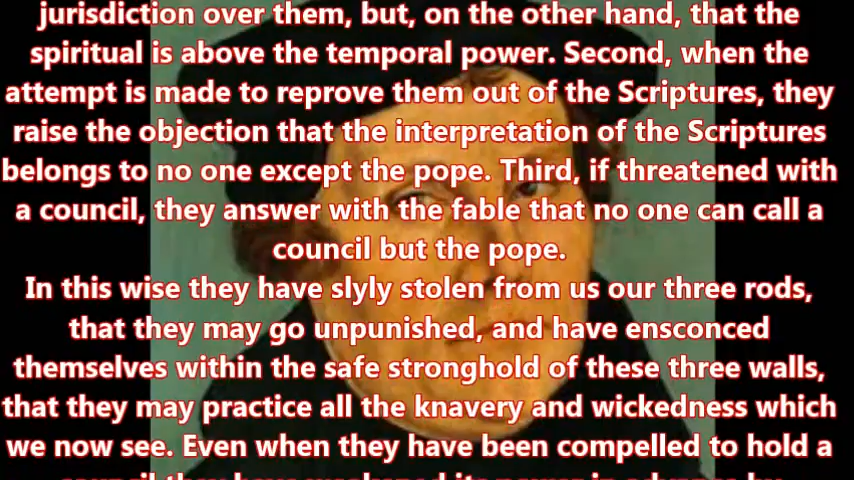 jurisdiction over them, but, on the other hand, that the
spiritual is above the temporal power. Second, when the
attempt is made to reprove them out of the Scriptures, they
raise the objection that the interpretation of the Scriptures
belongs to no one except the pope. Third, if threatened with
a council, they answer with the fable that no one can call a
council but the pope.
In this wise they have slyly stolen from us our three rods,
that they may go unpunished, and have ensconced
themselves within the safe stronghold of these three walls,
that they may practice all the knavery and wickedness which
we now see. Even when they have been compelled to hold a